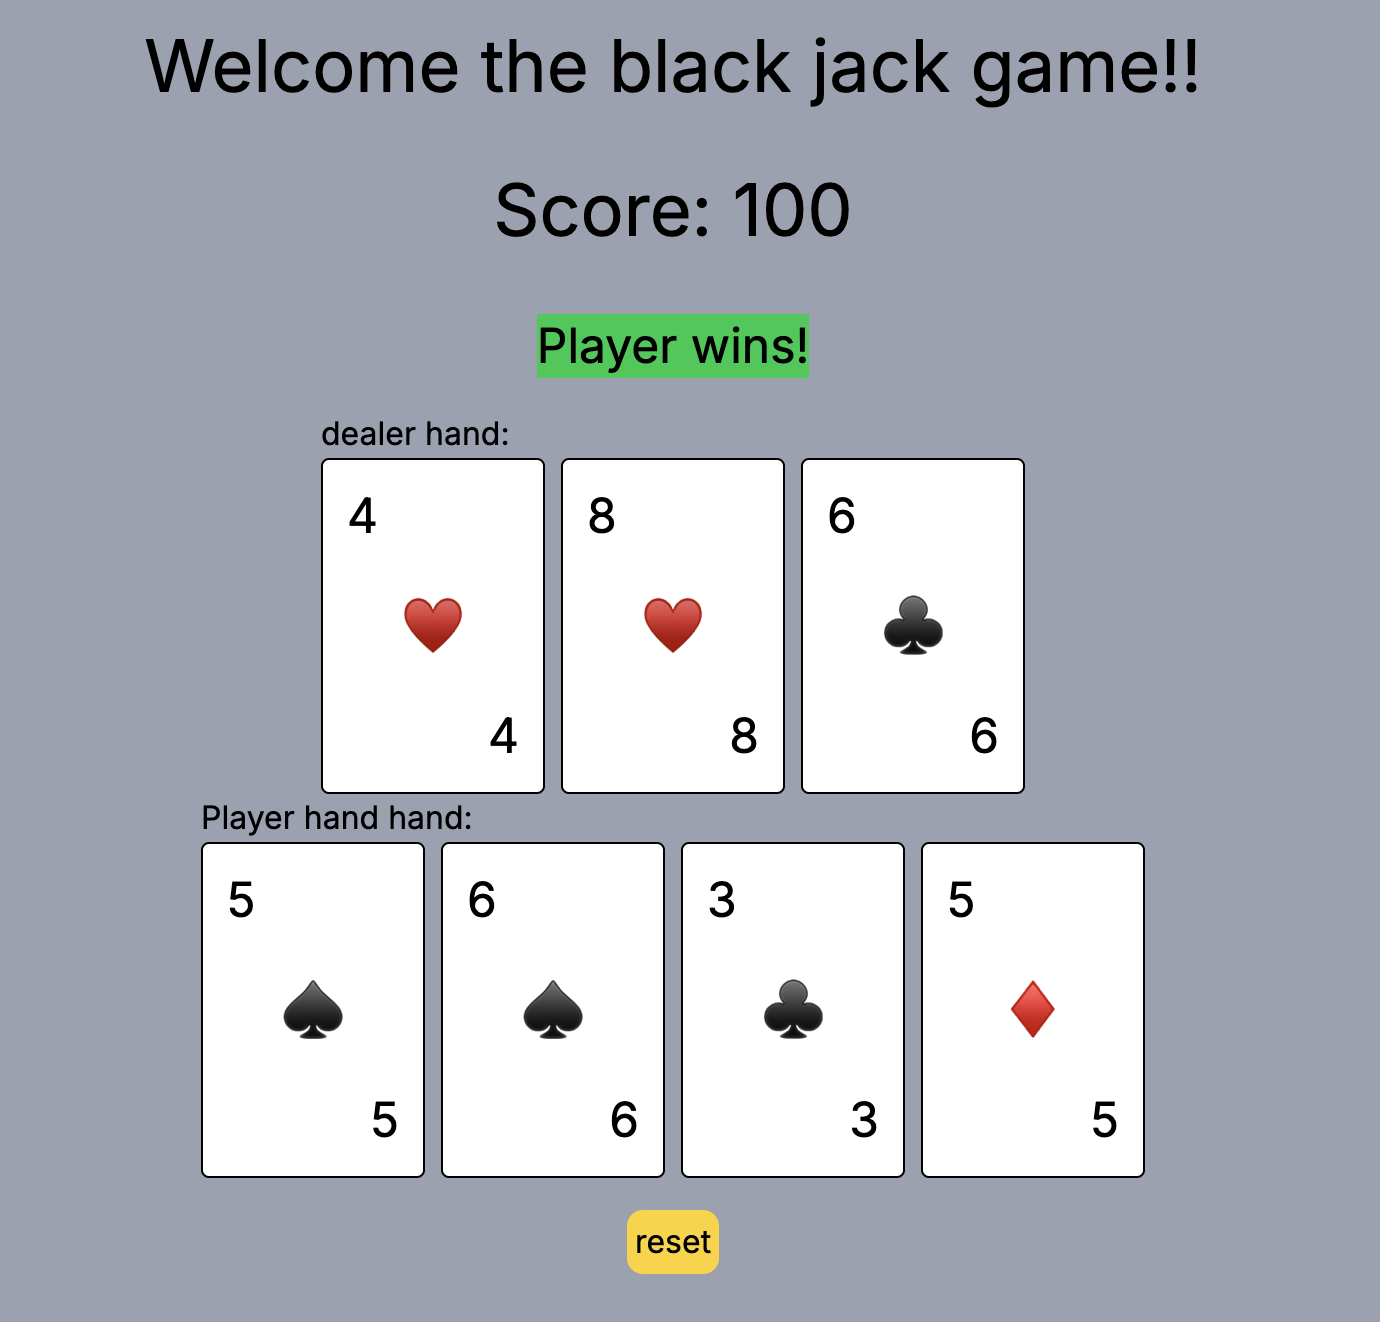 Welcome the black jack game!!
Score: 100
Player wins!
dealer hand:
4 8 6
4 8 6
Player hand hand:
5 6 3 5
5 6 3 5
reset